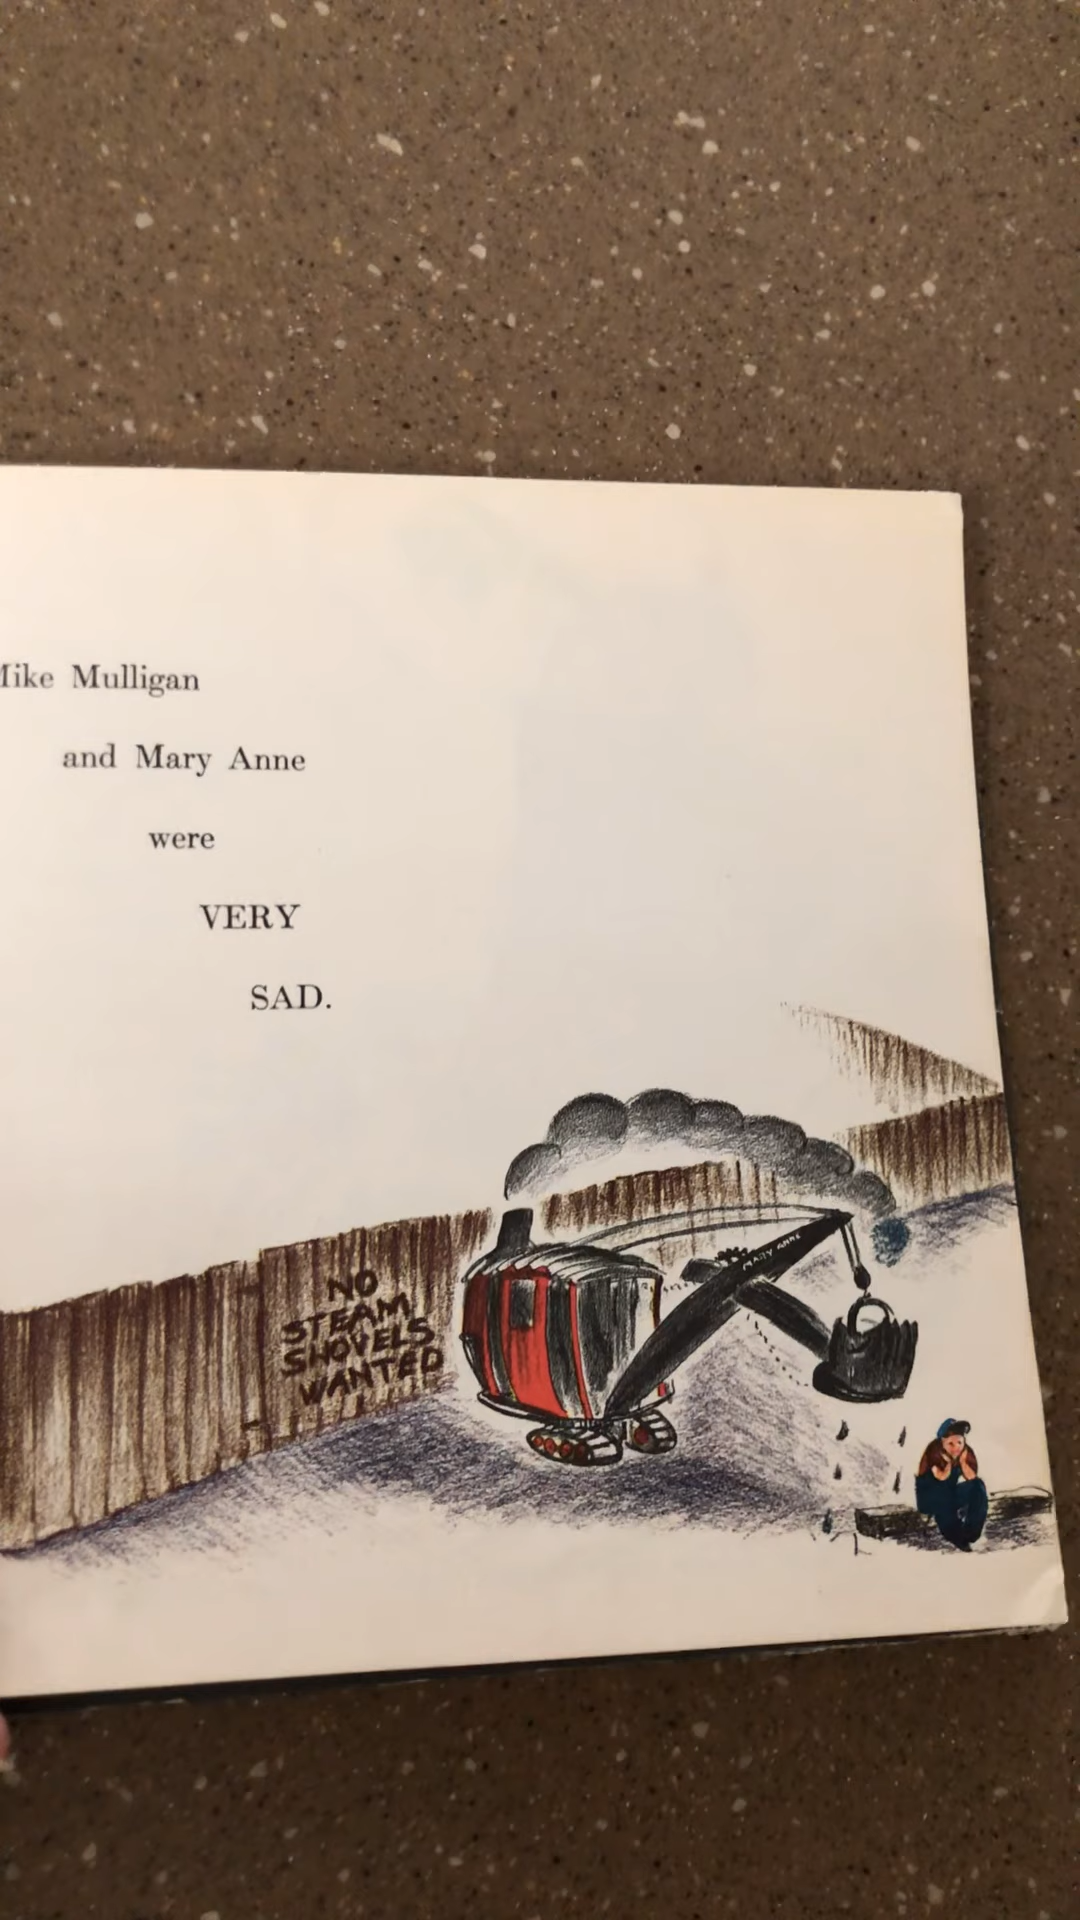 Mike Mulligan
and Mary Anne
were
VERY
SAD.
NO
STEAM
SHOVELS
WANTED
MARY ANNE